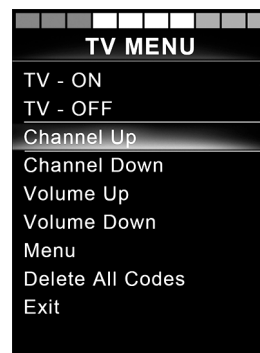 TV MENU
TV - ON
TV - OFF
Channel Up
Channel Down
Volume Up
Volume Down
Menu
Delete All Codes
Exit